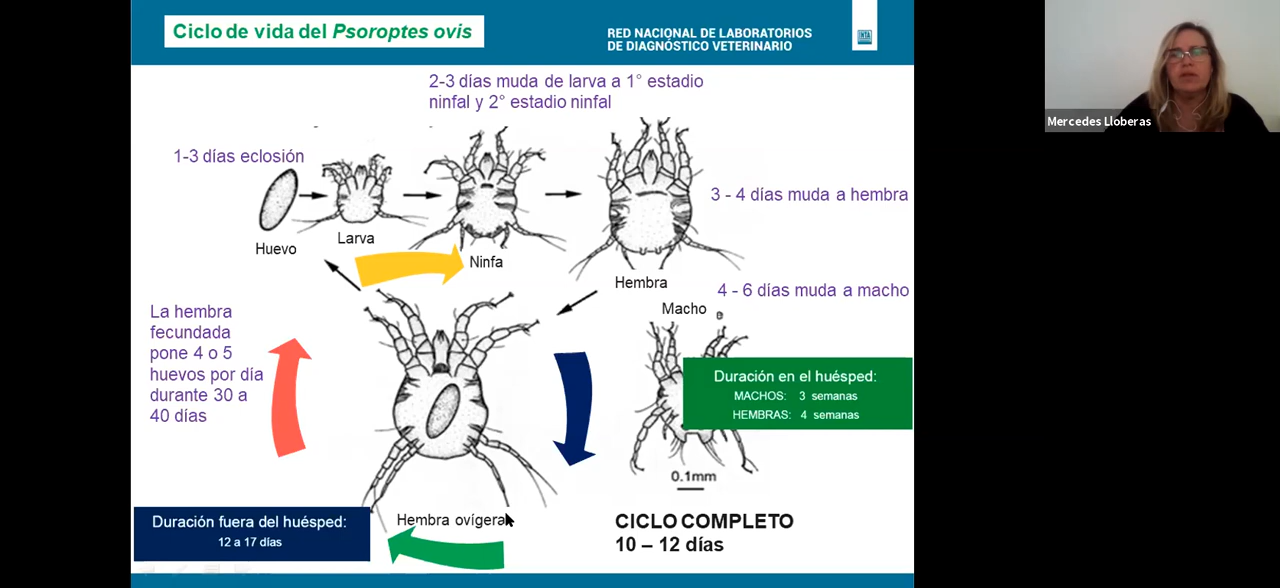 Ciclo de vida del Psoroptes ovis
RED NACIONAL DE LABORATORIOS
DE DIAGNÓSTICO VETERINARIO
INTA
Mercedes Lloberas
2-3 días muda de larva a 1° estadio
ninfal y 2° estadio ninfal
1-3 días eclosión
3 - 4 días muda a hembra
Huevo
Larva
Ninfa
Hembra
4 - 6 días muda a macho
Macho
La hembra
fecundada
pone 4 o 5
huevos por día
durante 30 a
40 días
Duración en el huésped:
MACHOS: 3 semanas
HEMBRAS: 4 semanas
0.1mm
Hembra ovígera
Duración fuera del huésped:
12 a 17 días
CICLO COMPLETO
10 – 12 días